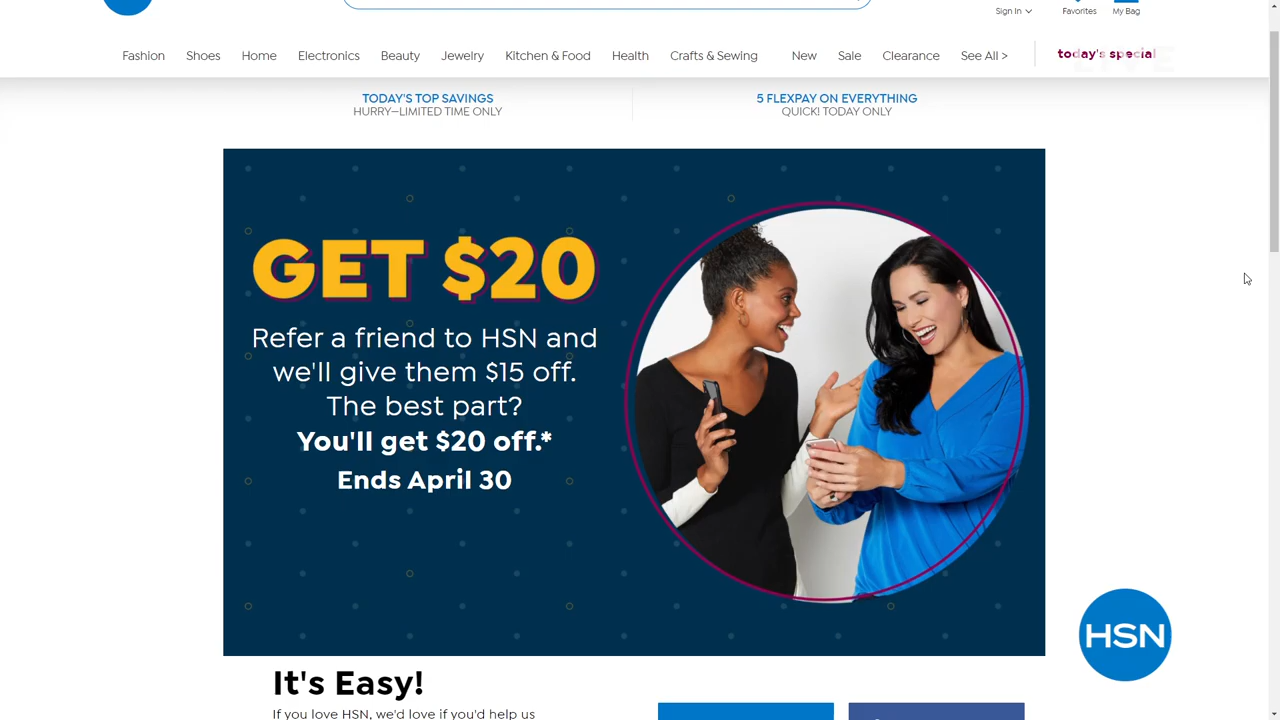 Sign In
Favorites
My Bag
Fashion Shoes Home Electronics Beauty Jewelry Kitchen & Food Health Crafts & Sewing New Sale Clearance See All > today's special
TODAY'S TOP SAVINGS
HURRY—LIMITED TIME ONLY
5 FLEXPAY ON EVERYTHING
QUICK! TODAY ONLY
GET $20
Refer a friend to HSN and
we'll give them $15 off.
The best part?
You'll get $20 off.*
Ends April 30
HSN
It's Easy!
If you love HSN, we'd love if you'd help us